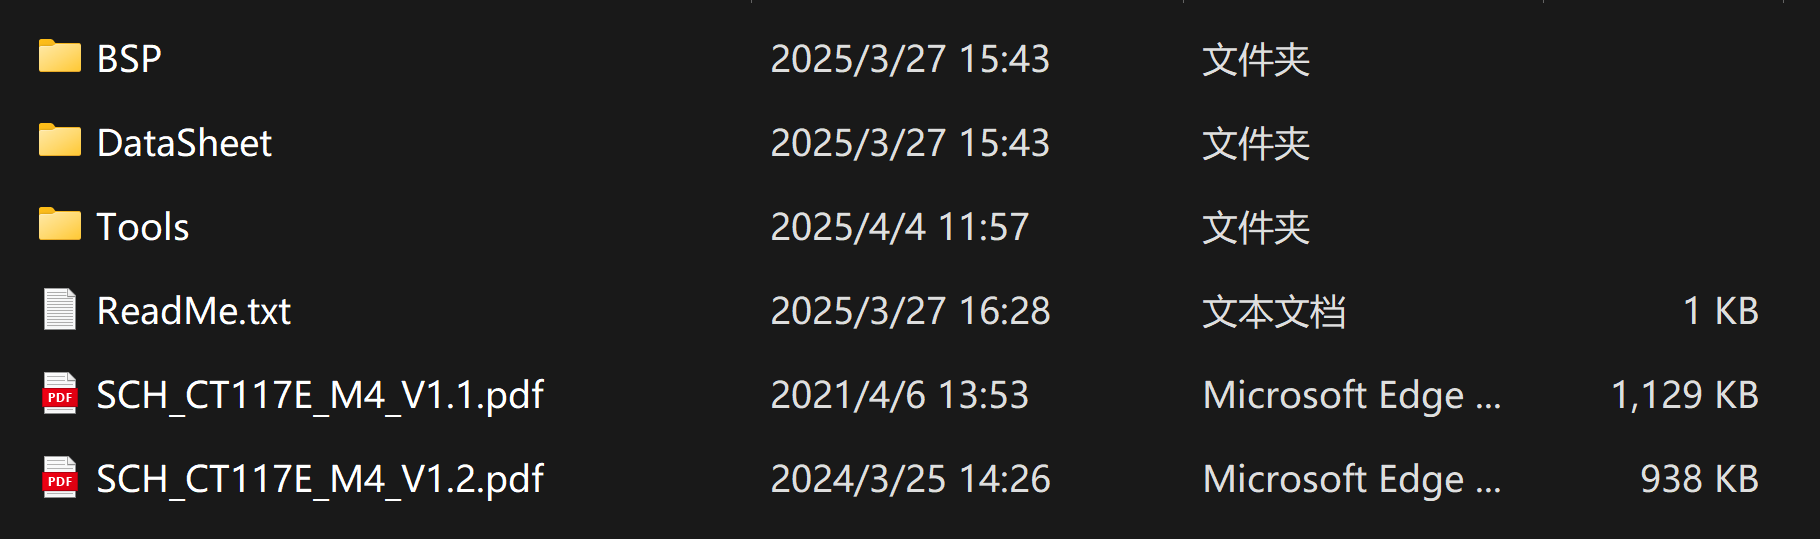 BSP 2025/3/27 15:43 文件夹
DataSheet 2025/3/27 15:43 文件夹
Tools 2025/4/4 11:57 文件夹
ReadMe.txt 2025/3/27 16:28 文本文档 1 KB
PDF SCH_CT117E_M4_V1.1.pdf 2021/4/6 13:53 Microsoft Edge ... 1,129 KB
PDF SCH_CT117E_M4_V1.2.pdf 2024/3/25 14:26 Microsoft Edge ... 938 KB